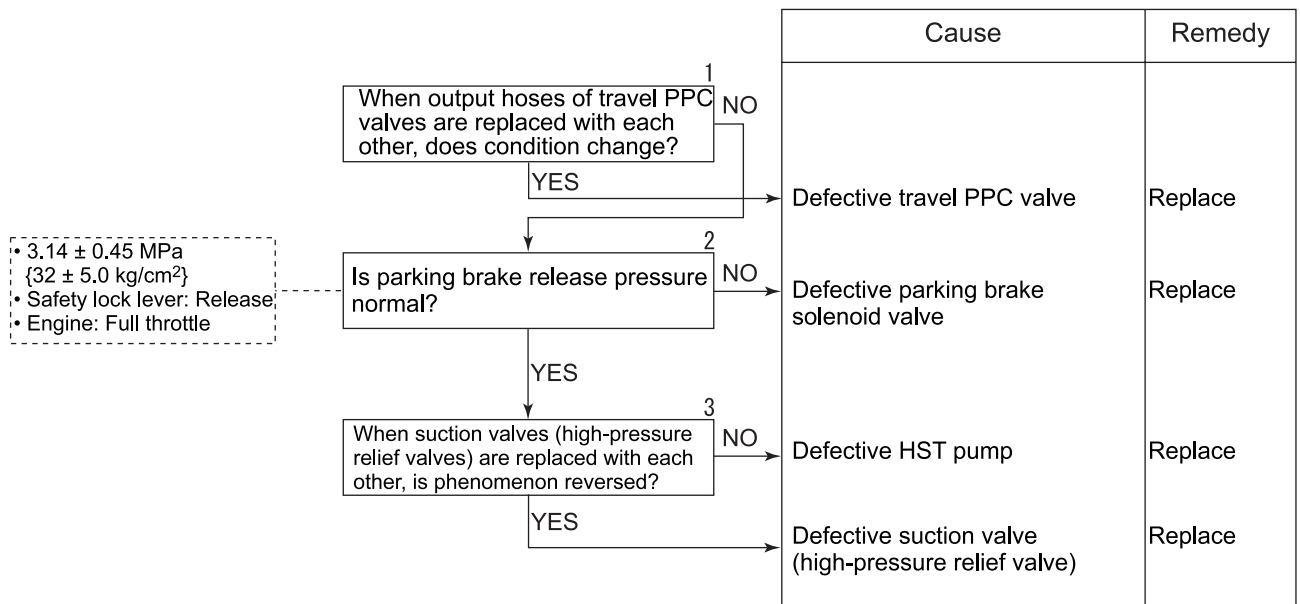 Cause
Remedy
1
When output hoses of travel PPC
valves are replaced with each
other, does condition change?
NO
YES
Defective travel PPC valve
Replace
• 3.14 ± 0.45 MPa
{32 ± 5.0 kg/cm²}
• Safety lock lever: Release
• Engine: Full throttle
2
Is parking brake release pressure
normal?
NO
Defective parking brake
solenoid valve
Replace
YES
3
When suction valves (high-pressure
relief valves) are replaced with each
other, is phenomenon reversed?
NO
Defective HST pump
Replace
YES
Defective suction valve
(high-pressure relief valve)
Replace